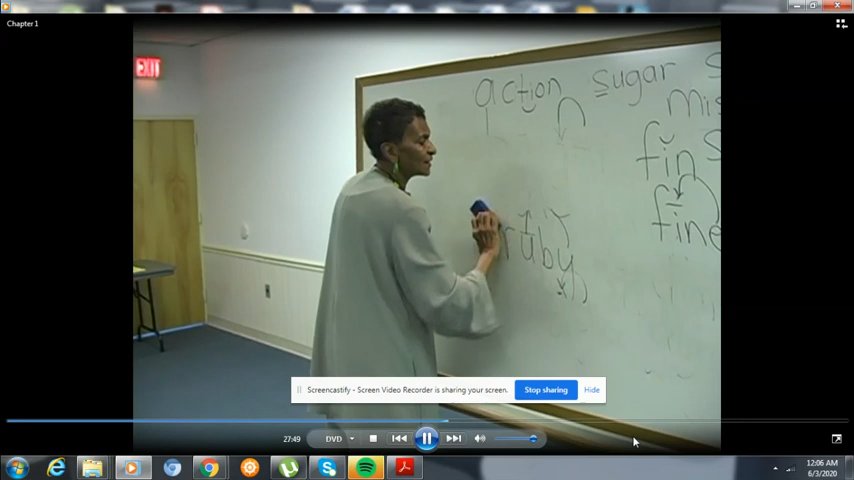 Chapter 1
EXIT
action sugar s
mis
fin s
fine
ruby
Screencastify - Screen Video Recorder is sharing your screen. Stop sharing Hide
27:49 DVD
12:06 AM
6/3/2020